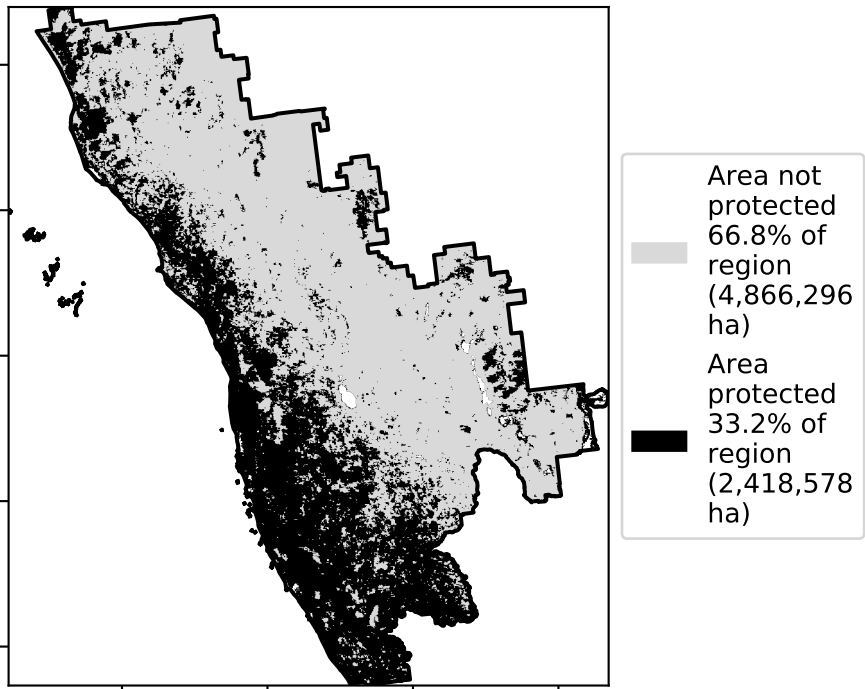 Area not
protected
66.8% of
region
(4,866,296
ha)
Area
protected
33.2% of
region
(2,418,578
ha)